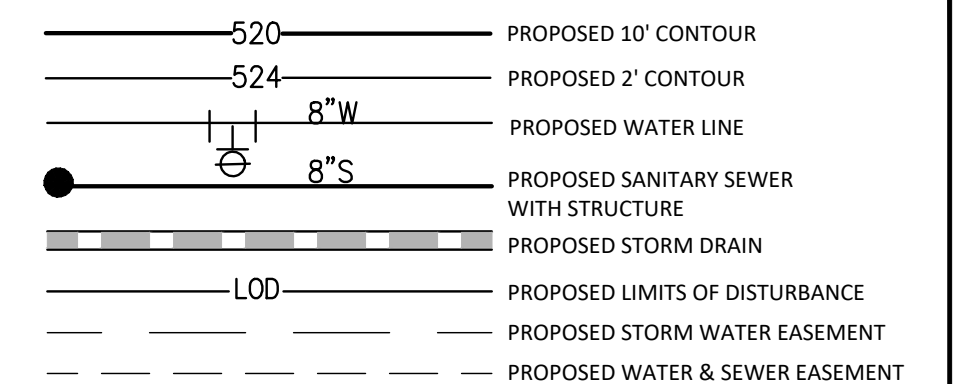 520 PROPOSED 10' CONTOUR
524 PROPOSED 2' CONTOUR
8"W PROPOSED WATER LINE
8"S PROPOSED SANITARY SEWER
WITH STRUCTURE
PROPOSED STORM DRAIN
LOD PROPOSED LIMITS OF DISTURBANCE
PROPOSED STORM WATER EASEMENT
PROPOSED WATER & SEWER EASEMENT